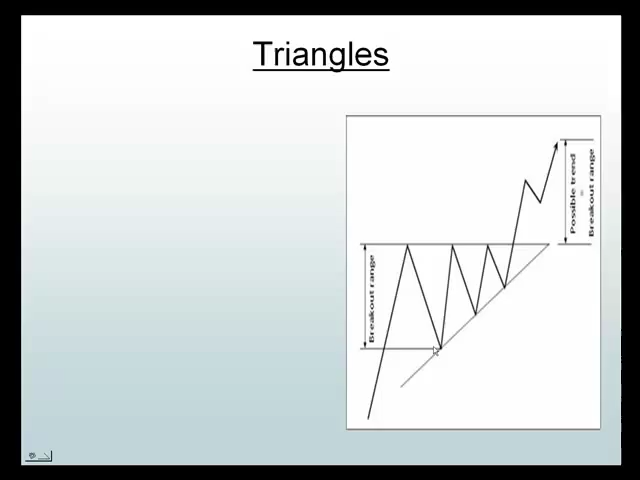 Triangles
Breakout range
Possible trend
=
Breakout range